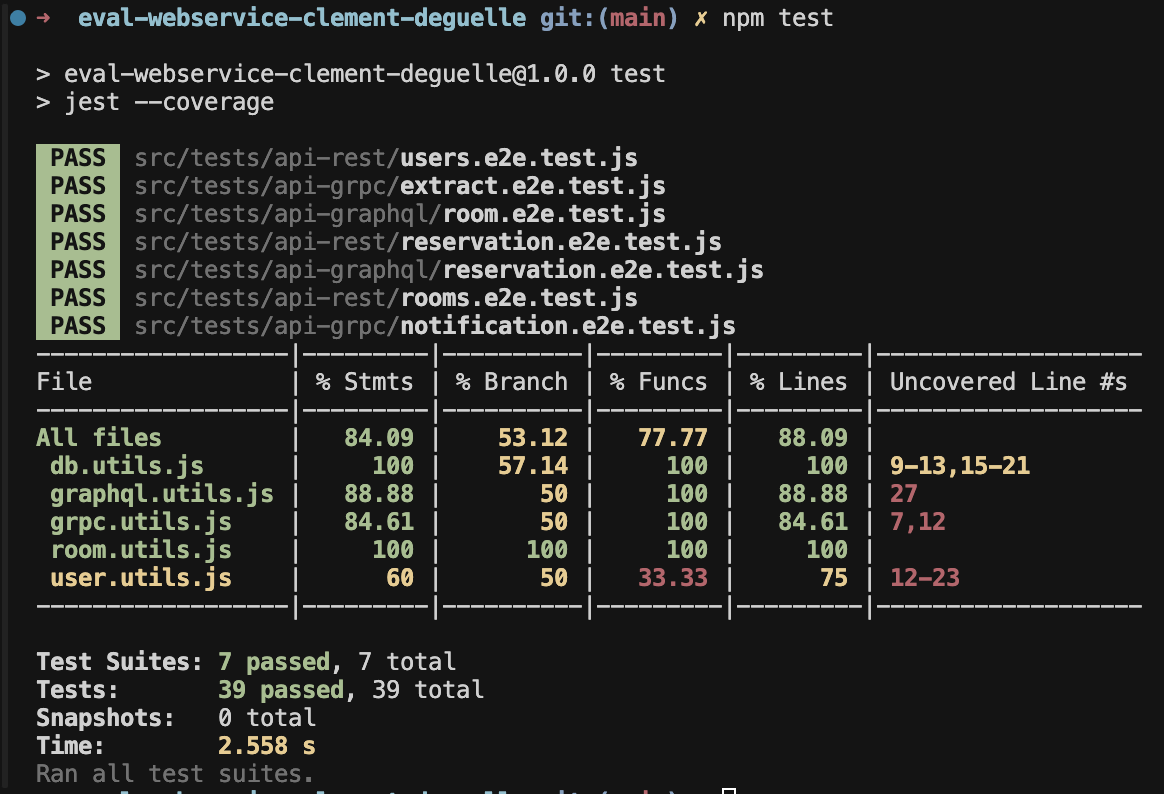 ➜  eval-webservice-clement-deguelle git:(main) ✗ npm test
> eval-webservice-clement-deguelle@1.0.0 test
> jest --coverage
PASS  src/tests/api-rest/users.e2e.test.js
PASS  src/tests/api-grpc/extract.e2e.test.js
PASS  src/tests/api-graphql/room.e2e.test.js
PASS  src/tests/api-rest/reservation.e2e.test.js
PASS  src/tests/api-graphql/reservation.e2e.test.js
PASS  src/tests/api-rest/rooms.e2e.test.js
PASS  src/tests/api-grpc/notification.e2e.test.js
------------------|---------|----------|---------|---------|-------------------
File              | % Stmts | % Branch | % Funcs | % Lines | Uncovered Line #s
------------------|---------|----------|---------|---------|-------------------
All files         |   84.09 |    53.12 |   77.77 |   88.09 |
 db.utils.js      |     100 |    57.14 |     100 |     100 | 9-13,15-21
 graphql.utils.js |   88.88 |       50 |     100 |   88.88 | 27
 grpc.utils.js    |   84.61 |       50 |     100 |   84.61 | 7,12
 room.utils.js    |     100 |      100 |     100 |     100 |
 user.utils.js    |      60 |       50 |   33.33 |      75 | 12-23
------------------|---------|----------|---------|---------|-------------------
Test Suites: 7 passed, 7 total
Tests:       39 passed, 39 total
Snapshots:   0 total
Time:        2.558 s
Ran all test suites.